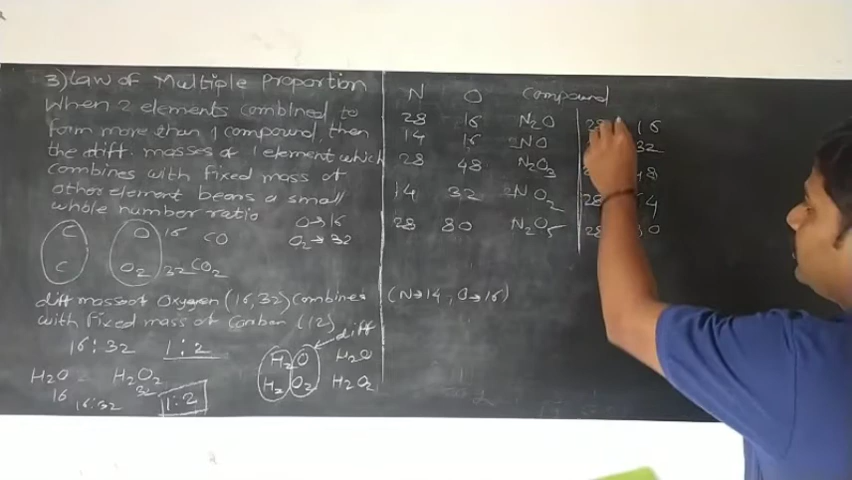 3) Law of Multiple Proportion
When 2 elements combined to
form more than 1 compound, then
the diff. masses of 1 element which
combines with fixed mass of
other element bears a small
whole number ratio
O→16
C O 16 CO
O2→32
C O2 32 CO2
diff masses of Oxygen (16,32) combines
with fixed mass of Carbon (12)
16:32 1:2
H2O H2O2
16 32
16:32 1:2
diff
H2 O H2O
H2 O2 H2O2
N O Compound
28 16 N2O 28 16
14 16 NO 32
28 48 N2O3 48
14 32 NO2 28 64
28 80 N2O5 28 80
(N→14, O→16)